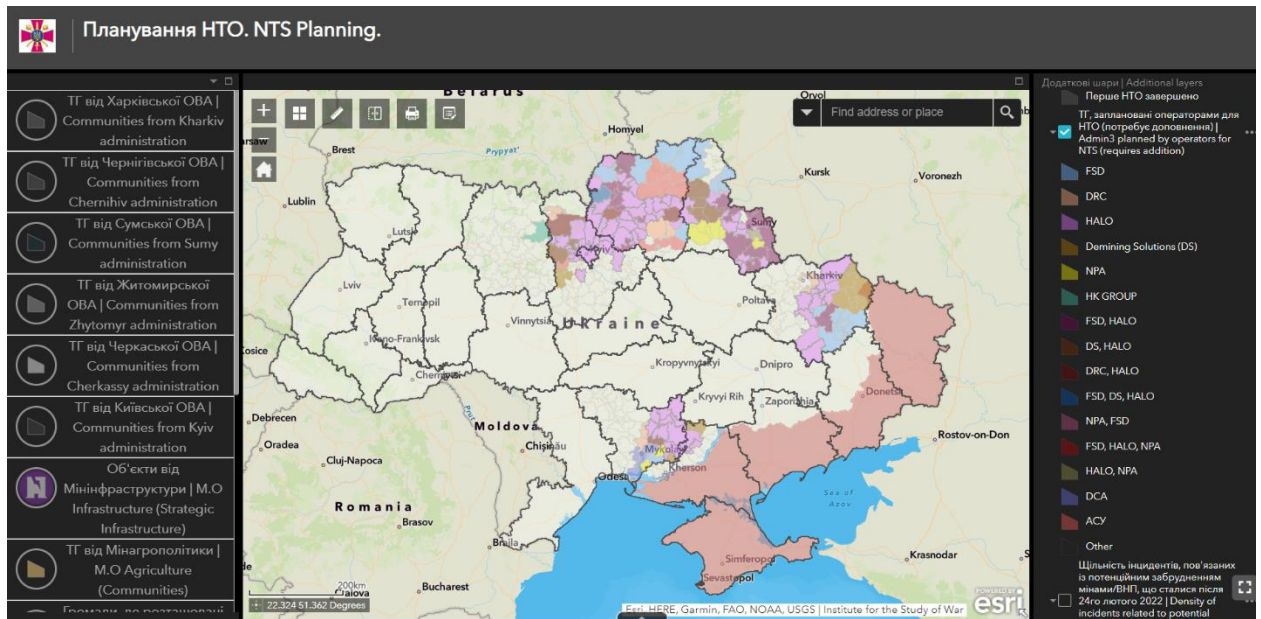 Планування НТО. NTS Planning.
ТГ від Харківської ОВА |
Communities from Kharkiv
administration
ТГ від Чернігівської ОВА |
Communities from
Chernihiv administration
ТГ від Сумської ОВА |
Communities from Sumy
administration
ТГ від Житомирської
ОВА | Communities from
Zhytomyr administration
ТГ від Черкаської ОВА |
Communities from
Cherkassy administration
ТГ від Київської ОВА |
Communities from Kyiv
administration
Об'єкти від
Мінінфраструктури | M.O
Infrastructure (Strategic
Infrastructure)
ТГ від Мінагрополітики |
M.O Agriculture
(Communities)
Find address or place
Belarus
Oryol
Homyel
Brest
Prypyat'
Kursk
Voronezh
Lublin
Lutsk
Sumy
Kharkiv
Lviv
Ternopil
Poltava
Vinnytsia
Ukraine
Ivano-Frankivsk
Kosice
Kropyvnytskyi
Dnipro
Kryvyi Rih
Zaporizhia
Donetsk
Debrecen
Prut
Moldova
Oradea
Chișinău
Rostov-on-Don
Cluj-Napoca
Kherson
Odesa
Sea of
Azov
Romania
Brasov
Braila
Krasnodar
Simferopol
Sevastopol
200km
Craiova
Bucharest
22.324 51.362 Degrees
Esri, HERE, Garmin, FAO, NOAA, USGS | Institute for the Study of War
POWERED BY
esri
Додаткові шари | Additional layers
Перше НТО завершено
ТГ, заплановані операторами для
НТО (потребує доповнення) |
Admin3 planned by operators for
NTS (requires addition)
FSD
DRC
HALO
Demining Solutions (DS)
NPA
HK GROUP
FSD, HALO
DS, HALO
DRC, HALO
FSD, DS, HALO
NPA, FSD
FSD, HALO, NPA
HALO, NPA
DCA
АСУ
Other
Щільність інцидентів, пов'язаних
із потенційним забрудненням
мінами/ВНП, що сталися після
24го лютого 2022 | Density of
incidents related to potential